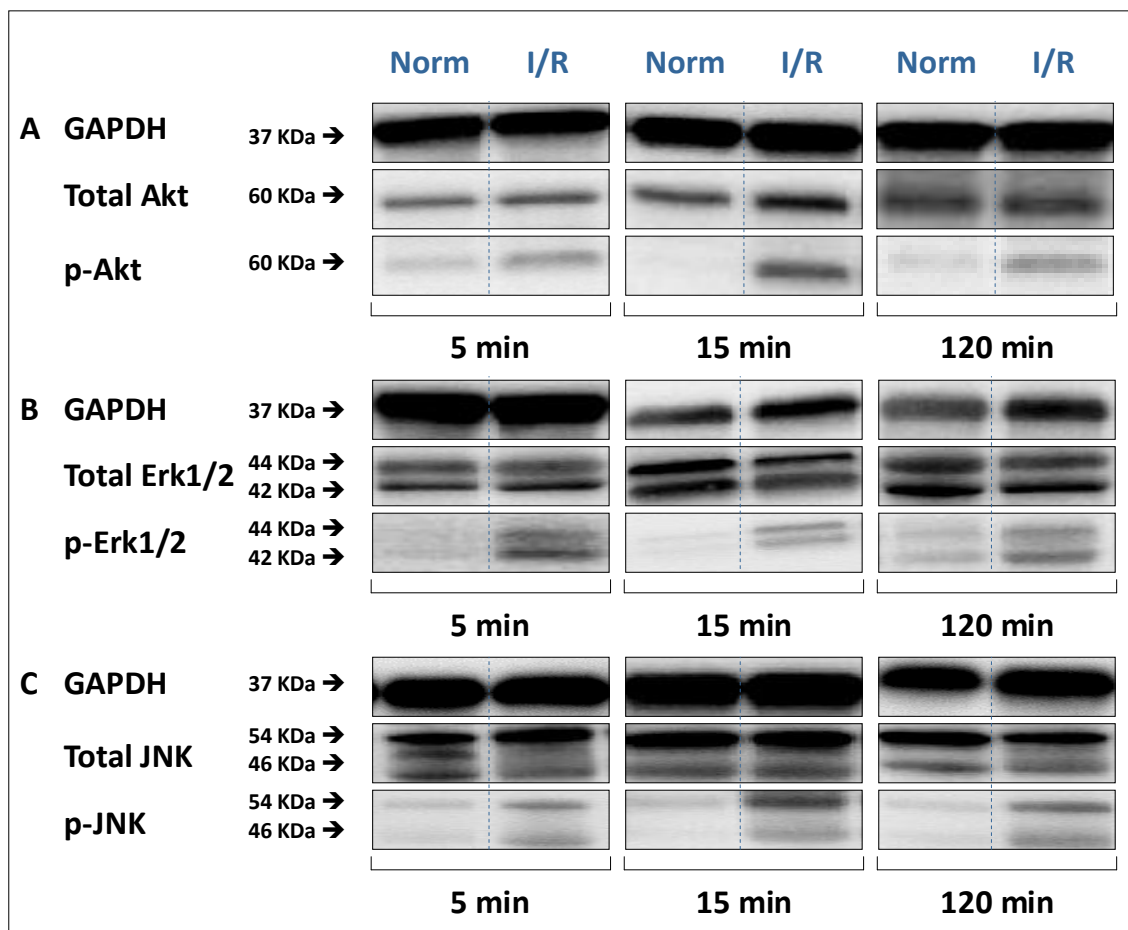 Norm I/R Norm I/R Norm I/R
A GAPDH 37 KDa →
Total Akt 60 KDa →
p-Akt 60 KDa →
5 min 15 min 120 min
B GAPDH 37 KDa →
Total Erk1/2 44 KDa →
42 KDa →
p-Erk1/2 44 KDa →
42 KDa →
5 min 15 min 120 min
C GAPDH 37 KDa →
Total JNK 54 KDa →
46 KDa →
p-JNK 54 KDa →
46 KDa →
5 min 15 min 120 min